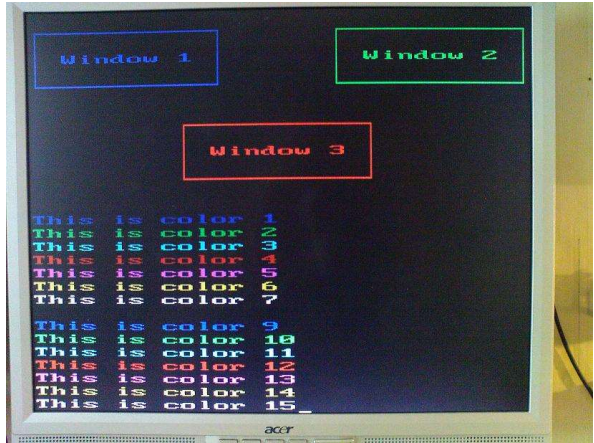 Window 1
Window 2
Window 3
This is color 1
This is color 2
This is color 3
This is color 4
This is color 5
This is color 6
This is color 7
This is color 9
This is color 10
This is color 11
This is color 12
This is color 13
This is color 14
This is color 15_
acer